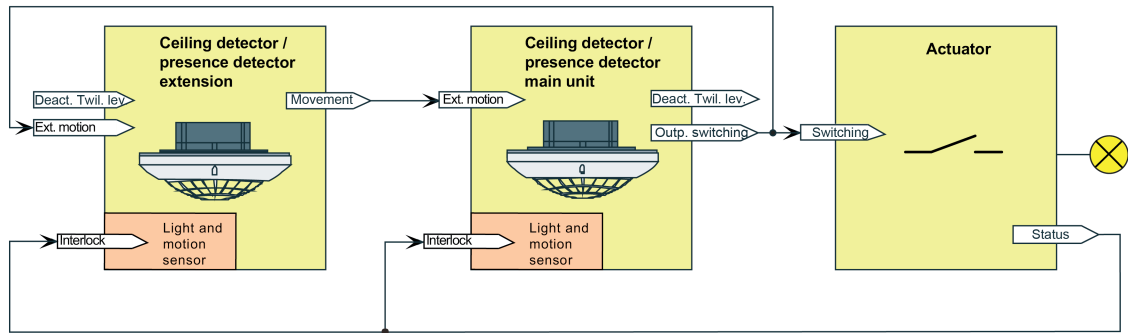 Ceiling detector /
presence detector
extension
Deact. Twil. lev.
Ext. motion
Movement
Interlock
Light and
motion
sensor
Ceiling detector /
presence detector
main unit
Ext. motion
Deact. Twil. lev.
Outp. switching
Interlock
Light and
motion
sensor
Actuator
Switching
Status